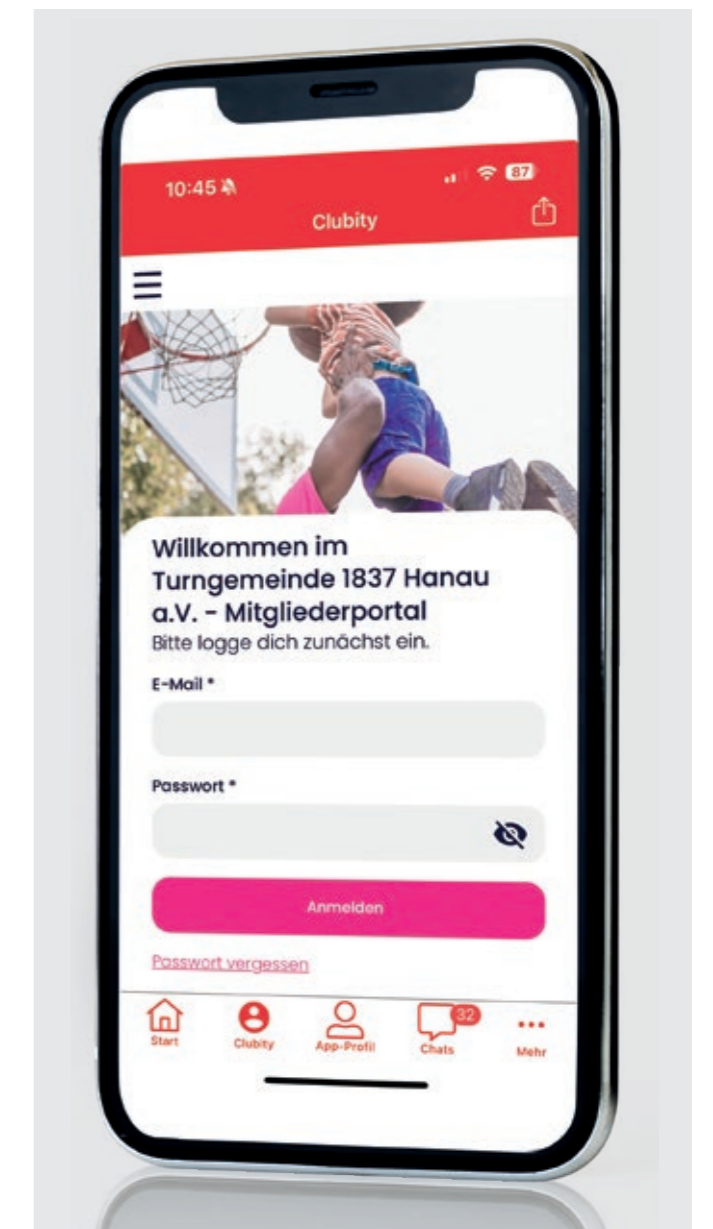 10:45
87
Clubity
Willkommen im
Turngemeinde 1837 Hanau
a.V. - Mitgliederportal
Bitte logge dich zunächst ein.
E-Mail *
Passwort *
Anmelden
Passwort vergessen
32
Start
Clubity
App-Profil
Chats
Mehr